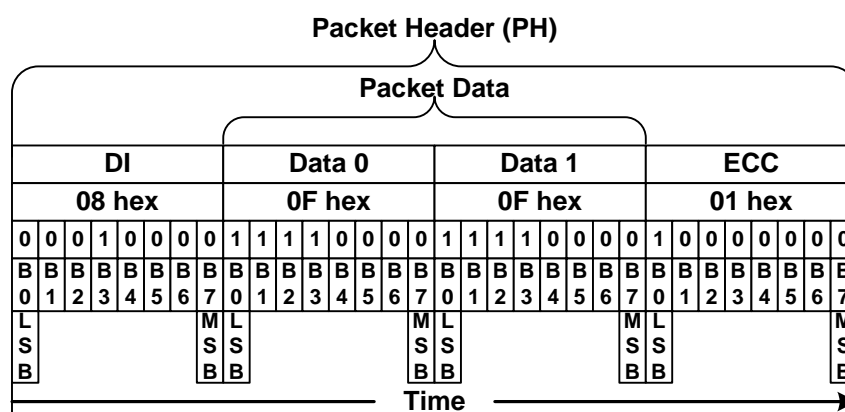 Packet Header (PH)
Packet Data
DI Data 0 Data 1 ECC
08 hex 0F hex 0F hex 01 hex
0 0 0 1 0 0 0 0 1 1 1 1 0 0 0 0 1 1 1 1 0 0 0 0 1 0 0 0 0 0 0 0
B B B B B B B B B B B B B B B B B B B B B B B B B B B B B B B B
0 1 2 3 4 5 6 7 0 1 2 3 4 5 6 7 0 1 2 3 4 5 6 7 0 1 2 3 4 5 6 7
L M L M L M L M
S S S S S S S S
B B B B B B B B
Time